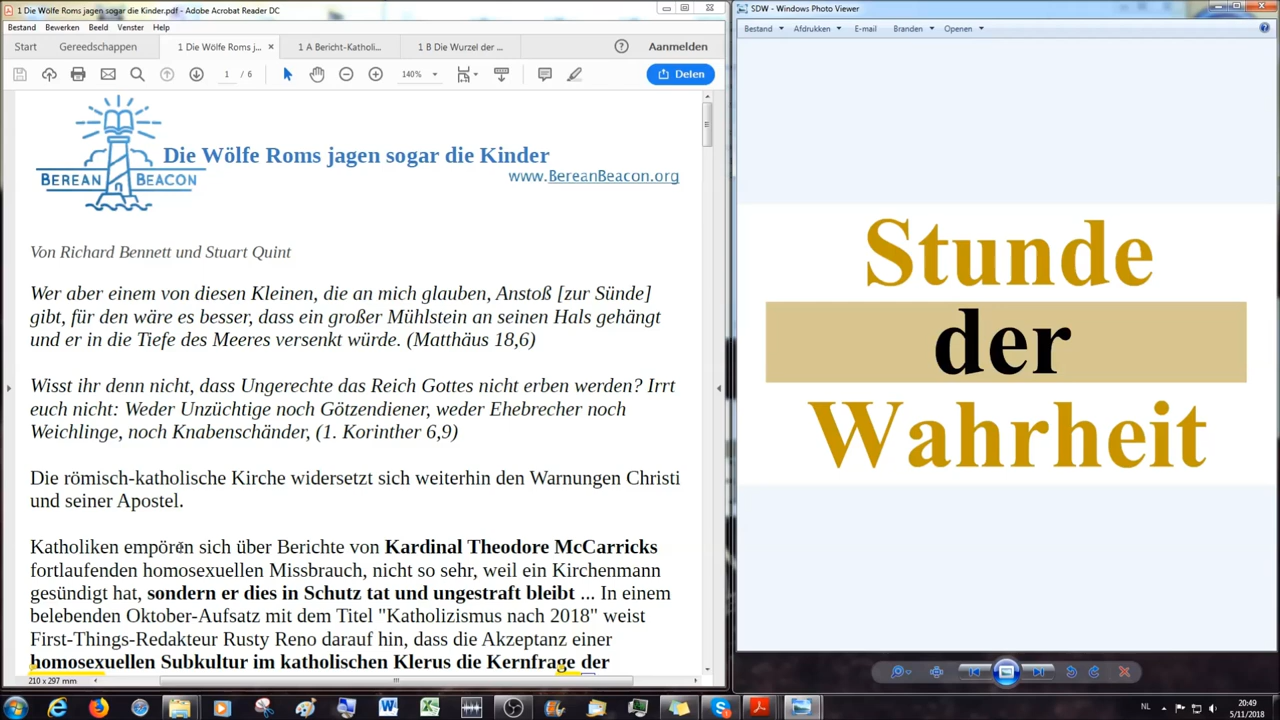 1 Die Wölfe Roms jagen sogar die Kinder.pdf - Adobe Acrobat Reader DC
Bestand Bewerken Beeld Venster Help
Start Gereedschappen 1 Die Wölfe Roms j... × 1 A Bericht-Katholi... 1 B Die Wurzel der ... Aanmelden
1 / 6 140% Delen
Die Wölfe Roms jagen sogar die Kinder
BEREAN BEACON
www.BereanBeacon.org
Von Richard Bennett und Stuart Quint
Wer aber einem von diesen Kleinen, die an mich glauben, Anstoß [zur Sünde]
gibt, für den wäre es besser, dass ein großer Mühlstein an seinen Hals gehängt
und er in die Tiefe des Meeres versenkt würde. (Matthäus 18,6)
Wisst ihr denn nicht, dass Ungerechte das Reich Gottes nicht erben werden? Irrt
euch nicht: Weder Unzüchtige noch Götzendiener, weder Ehebrecher noch
Weichlinge, noch Knabenschänder, (1. Korinther 6,9)
Die römisch-katholische Kirche widersetzt sich weiterhin den Warnungen Christi
und seiner Apostel.
Katholiken empören sich über Berichte von Kardinal Theodore McCarricks
fortlaufenden homosexuellen Missbrauch, nicht so sehr, weil ein Kirchenmann
gesündigt hat, sondern er dies in Schutz tat und ungestraft bleibt ... In einem
belebenden Oktober-Aufsatz mit dem Titel "Katholizismus nach 2018" weist
First-Things-Redakteur Rusty Reno darauf hin, dass die Akzeptanz einer
homosexuellen Subkultur im katholischen Klerus die Kernfrage der
210 x 297 mm
SDW - Windows Photo Viewer
Bestand Afdrukken E-mail Branden Openen
Stunde
der
Wahrheit
NL 20:49
5/11/2018